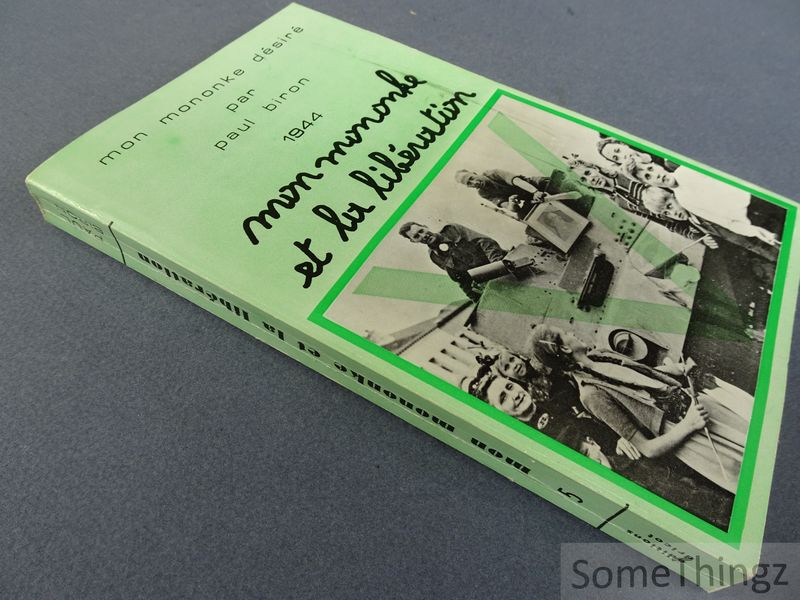 mon mononke désiré
par
paul biron
1944
mon mononke
et la libération
mon mononke et la libération
5
SomeThingz